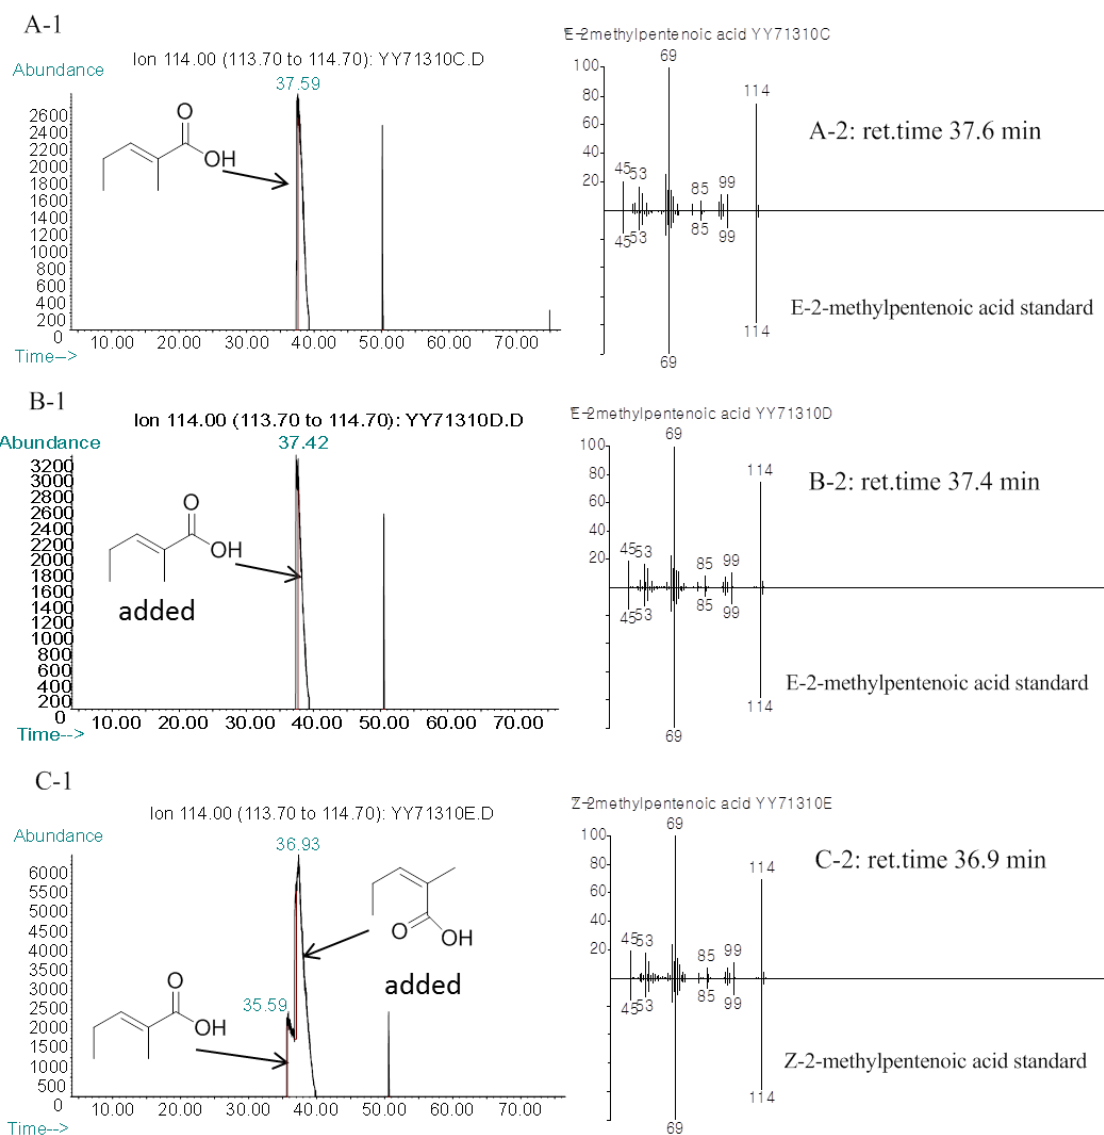 A-1
Ion 114.00 (113.70 to 114.70): YY71310C.D
Abundance
37.59
2600
2400
2200
2000
1800
1600
1400
1200
1000
800
600
400
200
0
O
OH
10.00 20.00 30.00 40.00 50.00 60.00 70.00
Time-->
E-2methylpentenoic acid YY71310C
100
80
60
40
20
69
114
45 53
85
99
45 53
85
99
114
69
A-2: ret.time 37.6 min
E-2-methylpentenoic acid standard
B-1
Ion 114.00 (113.70 to 114.70): YY71310D.D
Abundance
37.42
3200
3000
2800
2600
2400
2200
2000
1800
1600
1400
1200
1000
800
600
400
200
0
O
OH
added
10.00 20.00 30.00 40.00 50.00 60.00 70.00
Time-->
E-2methylpentenoic acid YY71310D
100
80
60
40
20
69
114
45 53
85
99
45 53
85
99
114
69
B-2: ret.time 37.4 min
E-2-methylpentenoic acid standard
C-1
Ion 114.00 (113.70 to 114.70): YY71310E.D
Abundance
36.93
6000
5500
5000
4500
4000
3500
3000
2500
2000
1500
1000
500
0
O
OH
added
35.59
O
OH
10.00 20.00 30.00 40.00 50.00 60.00 70.00
Time-->
Z-2methylpentenoic acid YY71310E
100
80
60
40
20
69
114
45 53
85
99
45 53
85
99
114
69
C-2: ret.time 36.9 min
Z-2-methylpentenoic acid standard